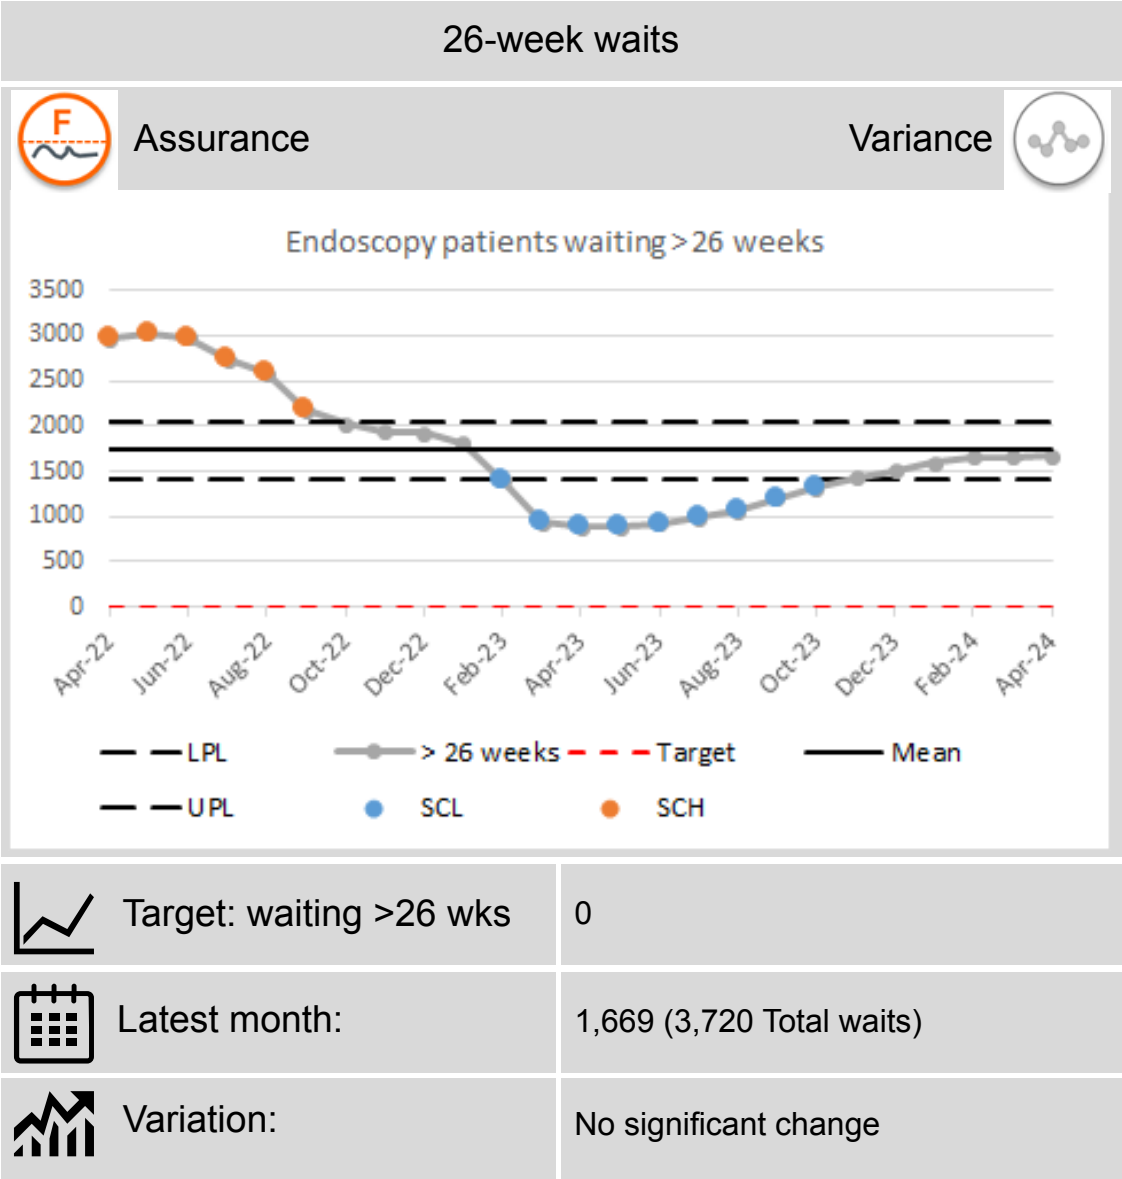 26-week waits
F
Assurance
Variance
Endoscopy patients waiting > 26 weeks
3500
3000
2500
2000
1500
1000
500
0
Apr-22
Jun-22
Aug-22
Oct-22
Dec-22
Feb-23
Apr-23
Jun-23
Aug-23
Oct-23
Dec-23
Feb-24
Apr-24
LPL
> 26 weeks
Target
Mean
UPL
SCL
SCH
Target: waiting >26 wks
0
Latest month:
1,669 (3,720 Total waits)
Variation:
No significant change